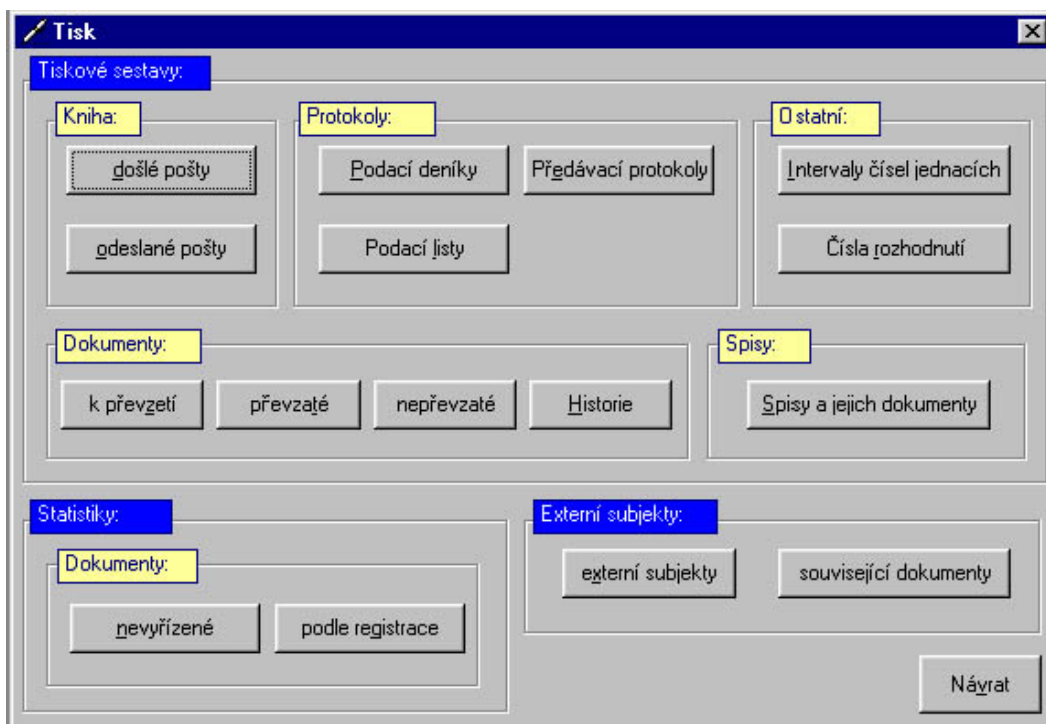 Tisk
Tiskové sestavy:
Kniha:
došlé pošty
odeslané pošty
Protokoly:
Podací deníky
Předávací protokoly
Podací listy
Ostatní:
Intervaly čísel jednacích
Čísla rozhodnutí
Dokumenty:
k převzetí
převzaté
nepřevzaté
Historie
Spisy:
Spisy a jejich dokumenty
Statistiky:
Dokumenty:
nevyřízené
podle registrace
Externí subjekty:
externí subjekty
související dokumenty
Návrat